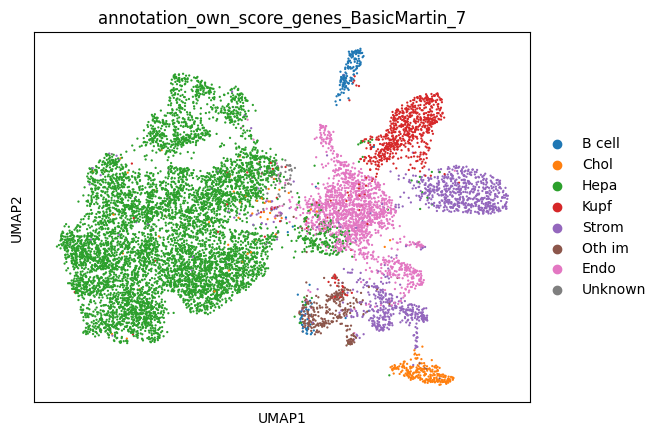 annotation_own_score_genes_BasicMartin_7
UMAP2
B cell
Chol
Hepa
Kupf
Strom
Oth im
Endo
Unknown
UMAP1